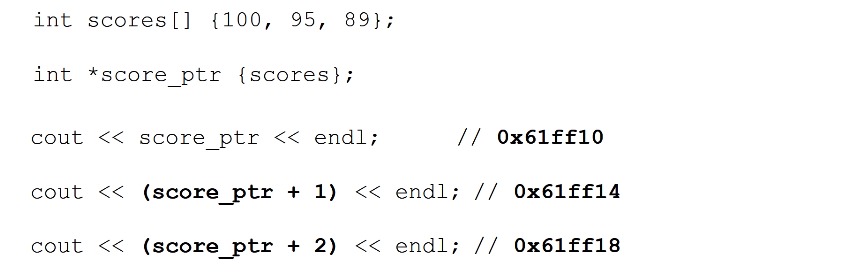 int scores[] {100, 95, 89};
int *score_ptr {scores};
cout << score_ptr << endl; // 0x61ff10
cout << (score_ptr + 1) << endl; // 0x61ff14
cout << (score_ptr + 2) << endl; // 0x61ff18